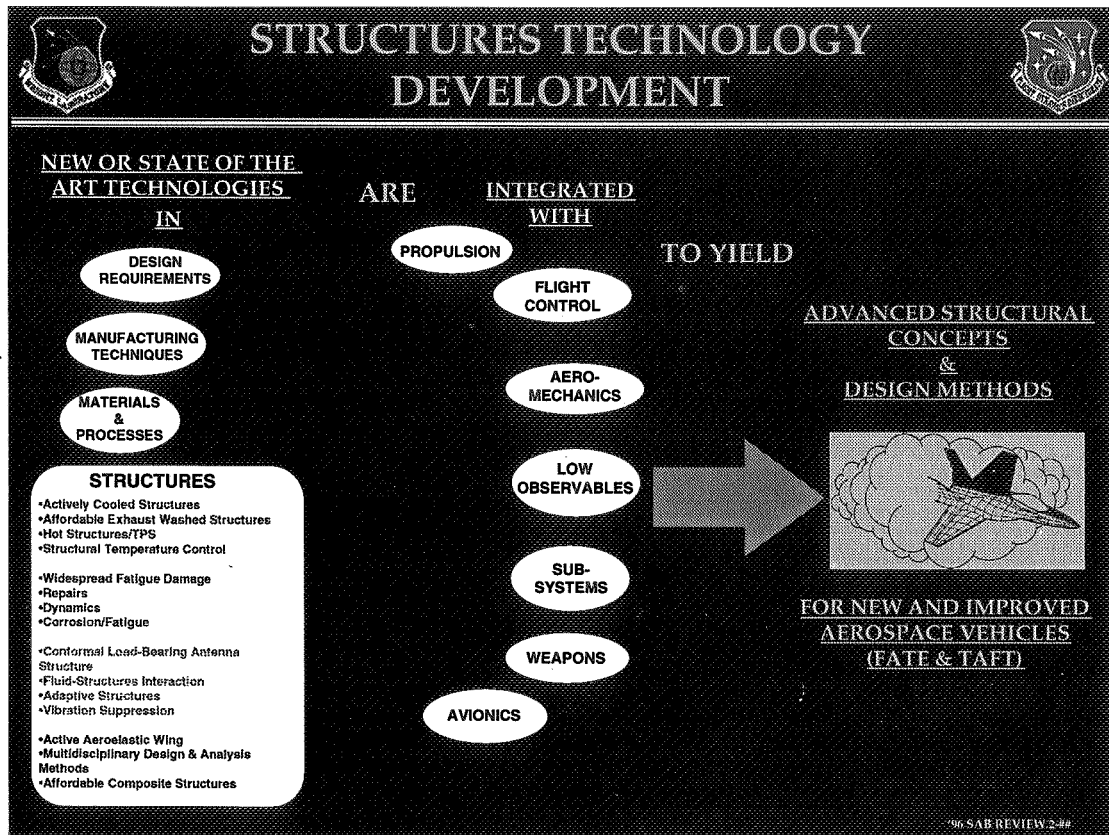 STRUCTURES TECHNOLOGY
DEVELOPMENT
NEW OR STATE OF THE
ART TECHNOLOGIES
IN
DESIGN
REQUIREMENTS
MANUFACTURING
TECHNIQUES
MATERIALS
&
PROCESSES
STRUCTURES
•Actively Cooled Structures
•Affordable Exhaust Washed Structures
•Hot Structures/TPS
•Structural Temperature Control
•Widespread Fatigue Damage
•Repairs
•Dynamics
•Corrosion/Fatigue
•Conformal Load-Bearing Antenna
Structure
•Fluid-Structures Interaction
•Adaptive Structures
•Vibration Suppression
•Active Aeroelastic Wing
•Multidisciplinary Design & Analysis
Methods
•Affordable Composite Structures
ARE
INTEGRATED
WITH
PROPULSION
FLIGHT
CONTROL
AERO-
MECHANICS
LOW
OBSERVABLES
SUB-
SYSTEMS
WEAPONS
AVIONICS
TO YIELD
ADVANCED STRUCTURAL
CONCEPTS
&
DESIGN METHODS
FOR NEW AND IMPROVED
AEROSPACE VEHICLES
(FATE & TAFT)
'96 SAB REVIEW 2-##